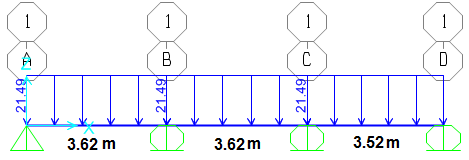 1 1 1 1
A B C D
21.49 21.49 21.49
X
3.62 m 3.62 m 3.52 m